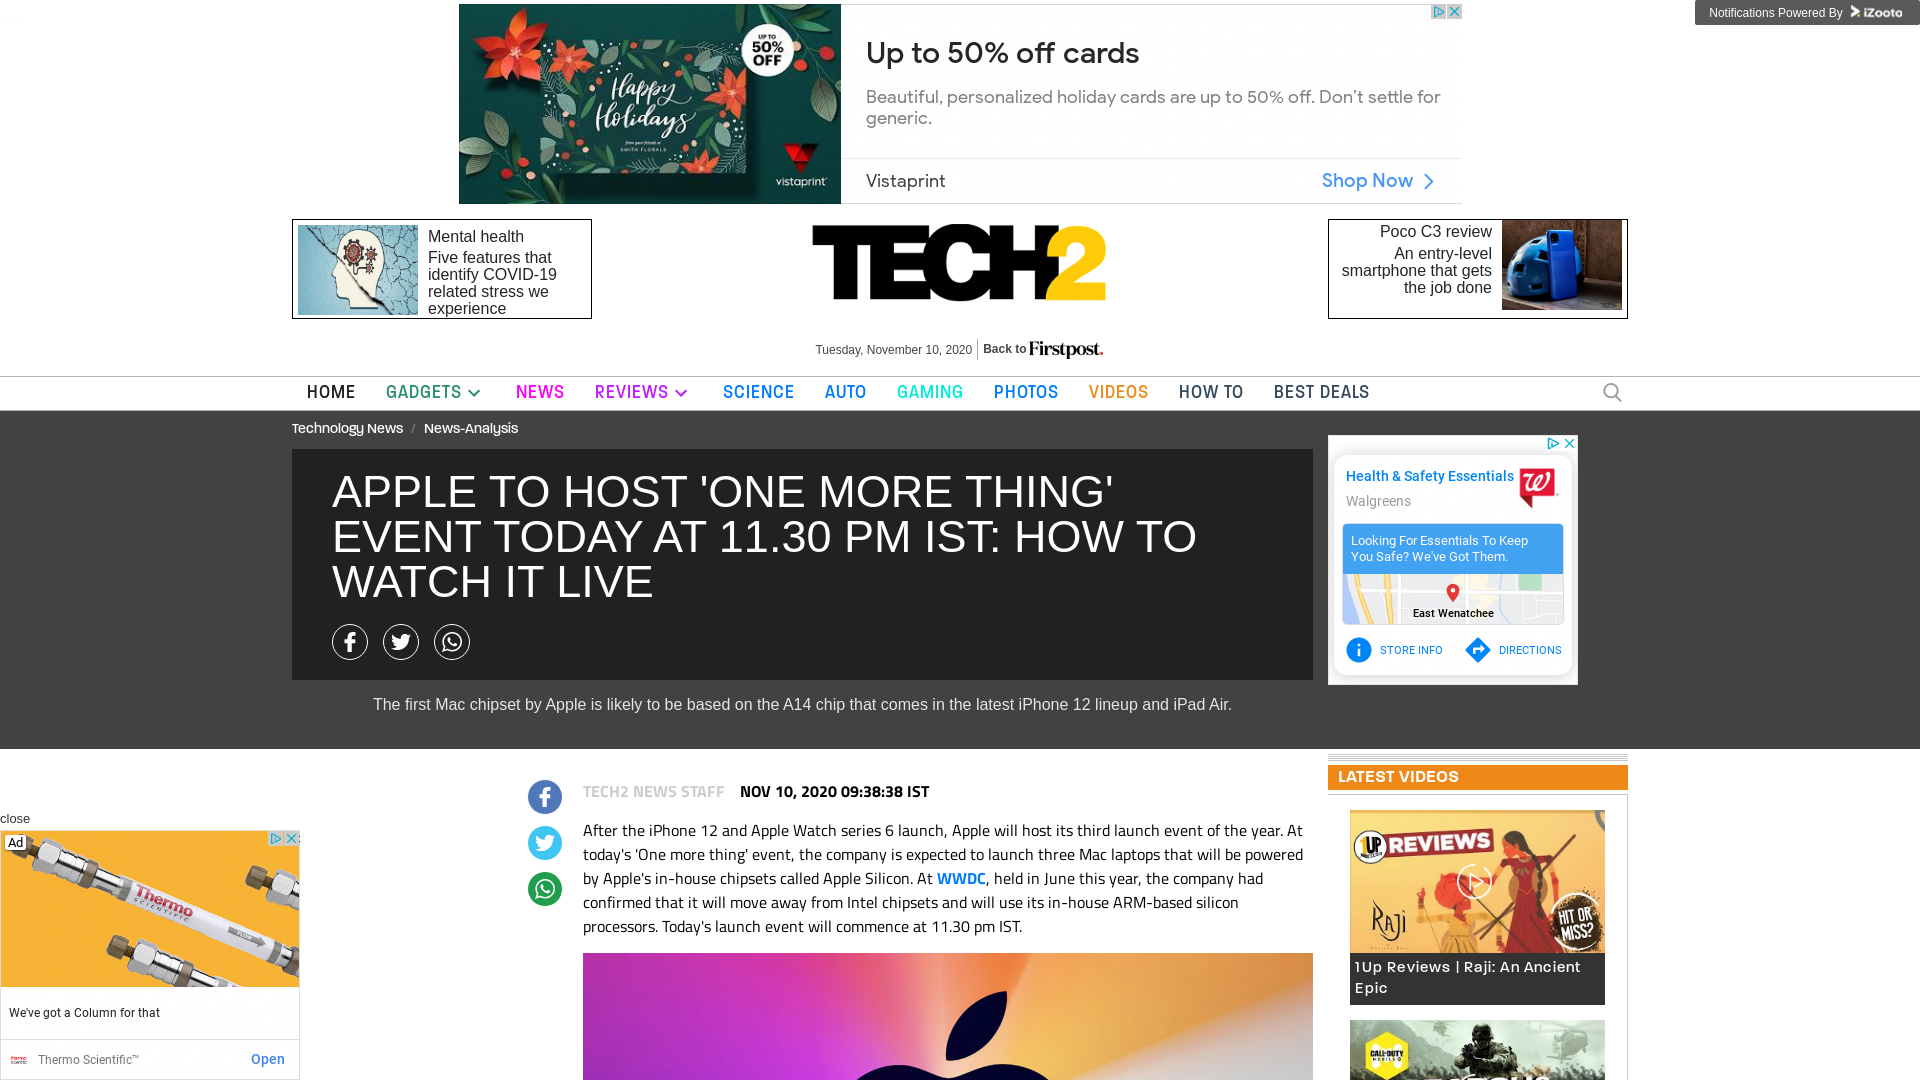 Notifications Powered By iZooto
UP TO
50%
OFF
Happy
Holidays
from your friends at
SMITH FLORALS
vistaprint
Up to 50% off cards
Beautiful, personalized holiday cards are up to 50% off. Don’t settle for
generic.
Vistaprint
Shop Now
Mental health
Five features that
identify COVID-19
related stress we
experience
TECH2
Poco C3 review
An entry-level
smartphone that gets
the job done
Tuesday, November 10, 2020
Back to Firstpost.
HOME GADGETS NEWS REVIEWS SCIENCE AUTO GAMING PHOTOS VIDEOS HOW TO BEST DEALS
Technology News / News-Analysis
APPLE TO HOST 'ONE MORE THING'
EVENT TODAY AT 11.30 PM IST: HOW TO
WATCH IT LIVE
The first Mac chipset by Apple is likely to be based on the A14 chip that comes in the latest iPhone 12 lineup and iPad Air.
Health & Safety Essentials
Walgreens
Looking For Essentials To Keep
You Safe? We've Got Them.
East Wenatchee
STORE INFO
DIRECTIONS
TECH2 NEWS STAFF NOV 10, 2020 09:38:38 IST
After the iPhone 12 and Apple Watch series 6 launch, Apple will host its third launch event of the year. At
today's 'One more thing' event, the company is expected to launch three Mac laptops that will be powered
by Apple's in-house chipsets called Apple Silicon. At WWDC, held in June this year, the company had
confirmed that it will move away from Intel chipsets and will use its in-house ARM-based silicon
processors. Today's launch event will commence at 11.30 pm IST.
LATEST VIDEOS
1UP
REVIEWS
RAJI
HIT OR
MISS?
1Up Reviews | Raji: An Ancient
Epic
CALL-DUTY
close
Ad
Thermo
SCIENTIFIC
FLOW
We've got a Column for that
Thermo Scientific™
Open